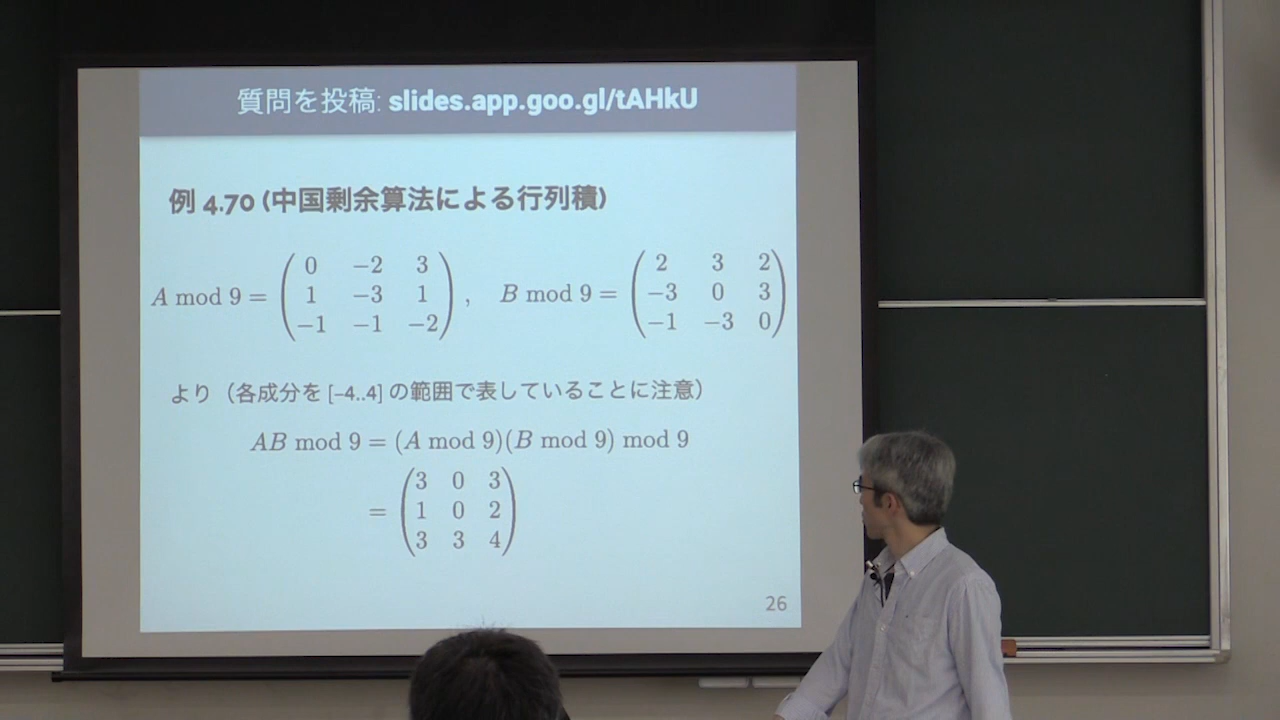 質問を投稿: slides.app.goo.gl/tAHkU
例 4.70 (中国剰余算法による行列積)
A mod 9 = ( 0 −2 3 1 −3 1 −1 −1 −2 ) , B mod 9 = ( 2 3 2 −3 0 3 −1 −3 0 )
より（各成分を [−4..4] の範囲で表していることに注意）
AB mod 9 = (A mod 9)(B mod 9) mod 9
= ( 3 0 3 1 0 2 3 3 4 )
26